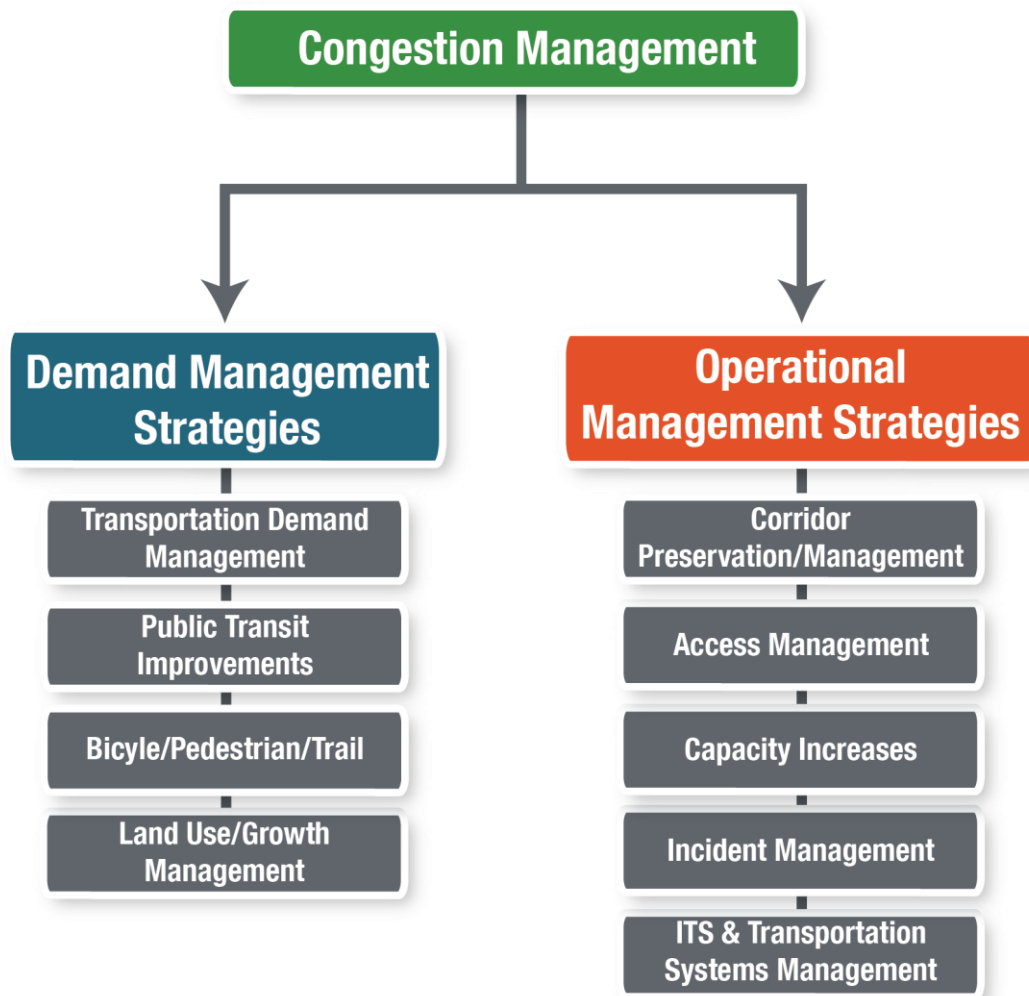 Congestion Management
Demand Management
Strategies
Transportation Demand
Management
Public Transit
Improvements
Bicyle/Pedestrian/Trail
Land Use/Growth
Management
Operational
Management Strategies
Corridor
Preservation/Management
Access Management
Capacity Increases
Incident Management
ITS & Transportation
Systems Management